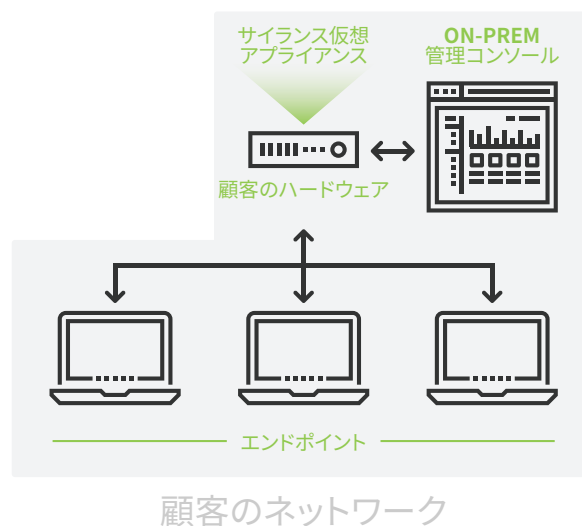 サイランス仮想
アプライアンス
ON-PREM
管理コンソール
顧客のハードウェア
エンドポイント
顧客のネットワーク